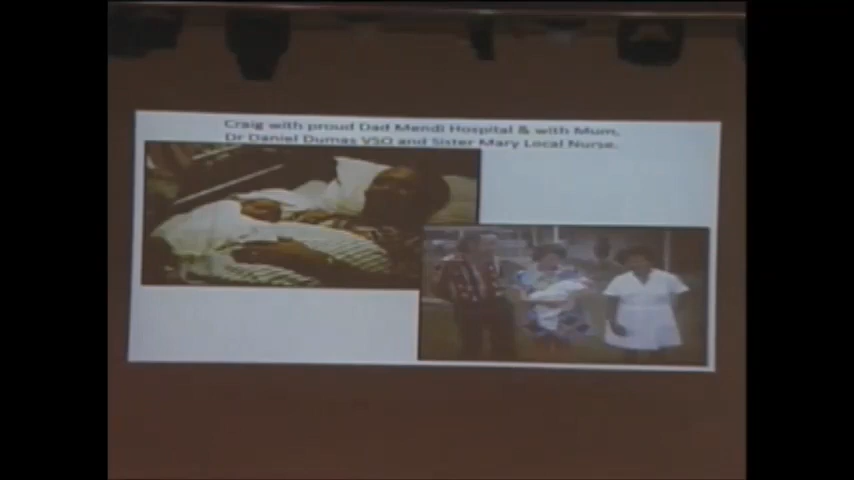 Craig with proud Dad Mendi Hospital & with Mum,
Dr Daniel Dumas VSO and Sister Mary Local Nurse.